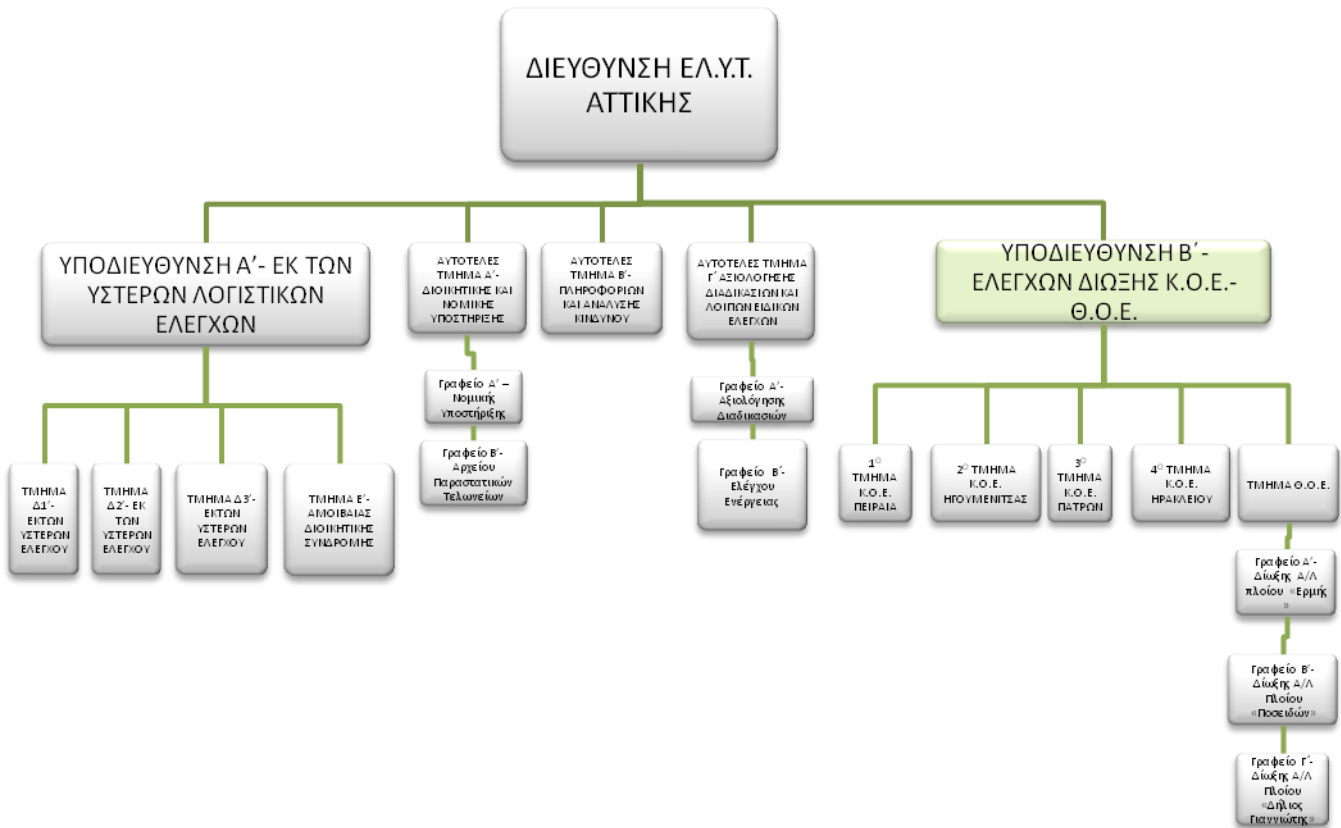 ΔΙΕΥΘΥΝΣΗ ΕΛ.Υ.Τ.
ΑΤΤΙΚΗΣ
ΥΠΟΔΙΕΥΘΥΝΣΗ Α΄- ΕΚ ΤΩΝ
ΥΣΤΕΡΩΝ ΛΟΓΙΣΤΙΚΩΝ
ΕΛΕΓΧΩΝ
ΑΥΤΟΤΕΛΕΣ
ΤΜΗΜΑ Α΄-
ΔΙΟΙΚΗΤΙΚΗΣ ΚΑΙ
ΝΟΜΙΚΗΣ
ΥΠΟΣΤΗΡΙΞΗΣ
ΑΥΤΟΤΕΛΕΣ
ΤΜΗΜΑ Β΄-
ΠΛΗΡΟΦΟΡΙΩΝ
ΚΑΙ ΑΝΑΛΥΣΗΣ
ΚΙΝΔΥΝΟΥ
ΑΥΤΟΤΕΛΕΣ ΤΜΗΜΑ
Γ΄ ΑΞΙΟΛΟΓΗΣΗΣ
ΔΙΑΔΙΚΑΣΙΩΝ ΚΑΙ
ΛΟΙΠΩΝ ΕΙΔΙΚΩΝ
ΕΛΕΓΧΩΝ
ΥΠΟΔΙΕΥΘΥΝΣΗ Β΄-
ΕΛΕΓΧΩΝ ΔΙΩΞΗΣ Κ.Ο.Ε.-
Θ.Ο.Ε.
Γραφείο Α΄ –
Νομικής
Υποστήριξης
Γραφείο Β΄-
Αρχείου
Παραστατικών
Τελωνείων
Γραφείο Α΄-
Αξιολόγησης
Διαδικασιών
Γραφείο Β΄-
Ελέγχου
Ενέργειας
ΤΜΗΜΑ
Δ1΄-
ΕΚΤΩΝ
ΥΣΤΕΡΩΝ
ΕΛΕΓΧΟΥ
ΤΜΗΜΑ
Δ2΄- ΕΚ
ΤΩΝ
ΥΣΤΕΡΩΝ
ΕΛΕΓΧΟΥ
ΤΜΗΜΑ Δ3΄-
ΕΚΤΩΝ
ΥΣΤΕΡΩΝ
ΕΛΕΓΧΟΥ
ΤΜΗΜΑ Ε΄-
ΑΜΟΙΒΑΙΑΣ
ΔΙΟΙΚΗΤΙΚΗΣ
ΣΥΝΔΡΟΜΗΣ
1Ο
ΤΜΗΜΑ
Κ.Ο.Ε.
ΠΕΙΡΑΙΑ
2Ο ΤΜΗΜΑ
Κ.Ο.Ε.
ΗΓΟΥΜΕΝΙΤΣΑΣ
3Ο
ΤΜΗΜΑ
Κ.Ο.Ε.
ΠΑΤΡΩΝ
4Ο ΤΜΗΜΑ
Κ.Ο.Ε.
ΗΡΑΚΛΕΙΟΥ
ΤΜΗΜΑ Θ.Ο.Ε.
Γραφείο Α΄-
Δίωξης Α/Λ
πλοίου «Ερμής
»
Γραφείο Β΄-
Δίωξης Α/Λ
Πλοίου
«Ποσειδών»
Γραφείο Γ΄-
Δίωξης Α/Λ
Πλοίου
«Δήλιος
Γιαννιώτης»